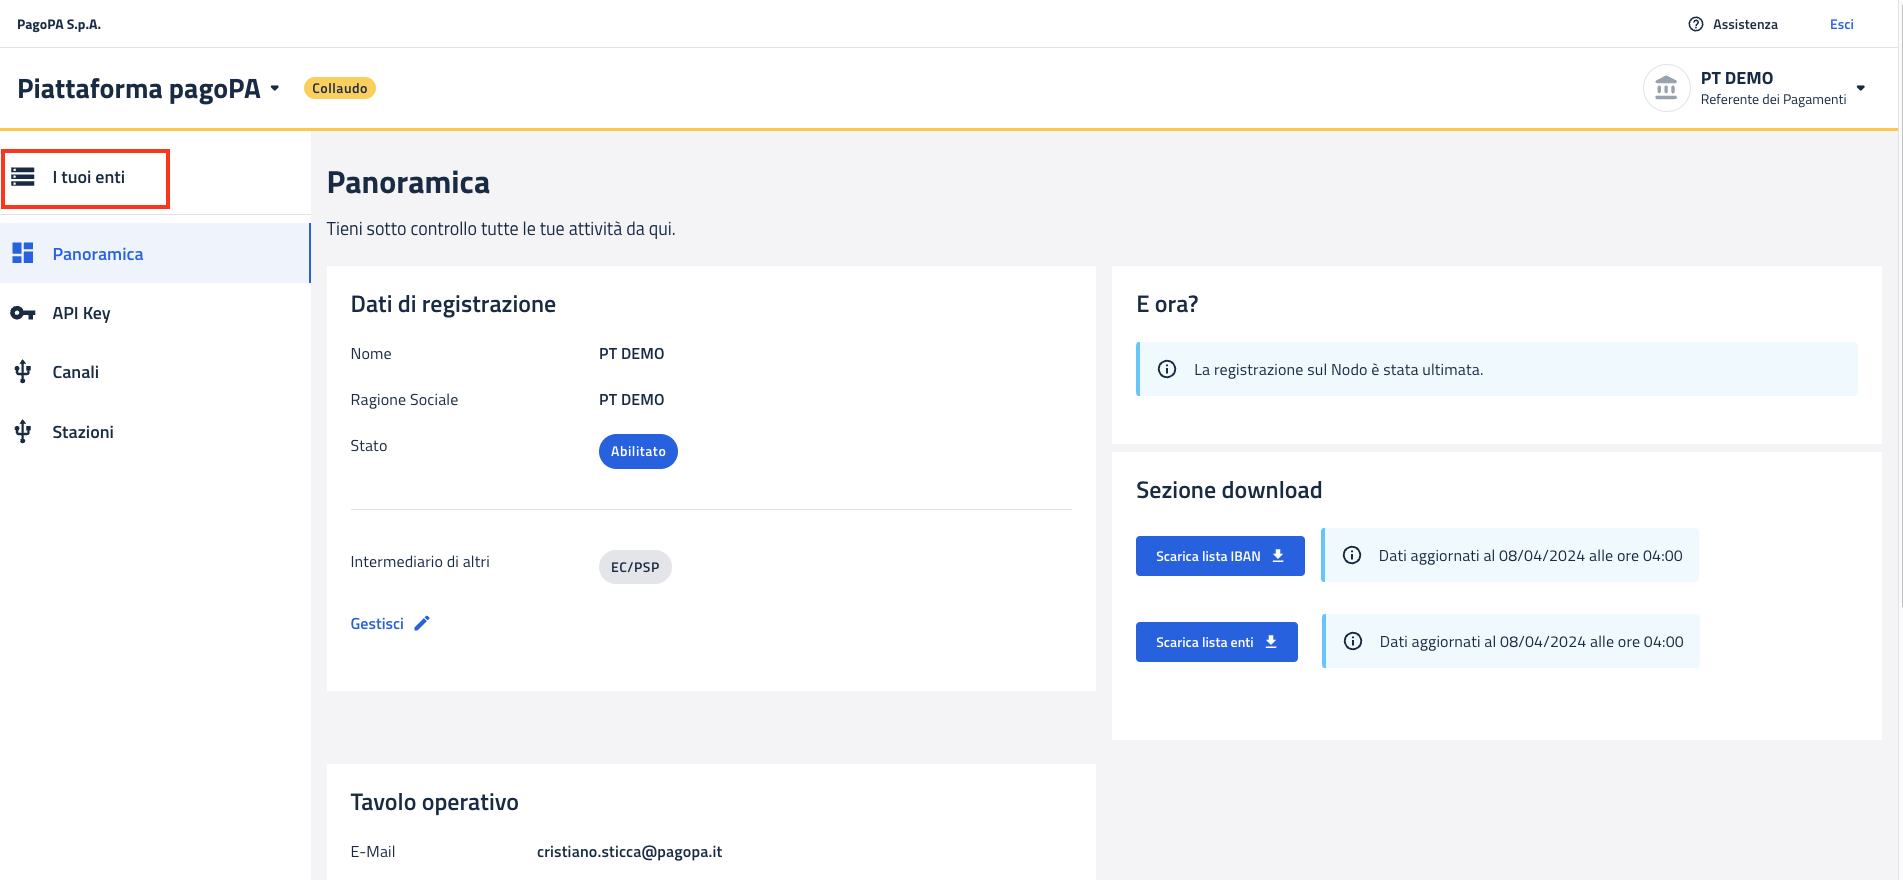 PagoPA S.p.A.
Assistenza
Esci
Piattaforma pagoPA
Collaudo
PT DEMO
Referente dei Pagamenti
I tuoi enti
Panoramica
API Key
Canali
Stazioni
Panoramica
Tieni sotto controllo tutte le tue attività da qui.
Dati di registrazione
Nome PT DEMO
Ragione Sociale PT DEMO
Stato Abilitato
Intermediario di altri EC/PSP
Gestisci
E ora?
La registrazione sul Nodo è stata ultimata.
Sezione download
Scarica lista IBAN
Dati aggiornati al 08/04/2024 alle ore 04:00
Scarica lista enti
Dati aggiornati al 08/04/2024 alle ore 04:00
Tavolo operativo
E-Mail cristiano.sticca@pagopa.it